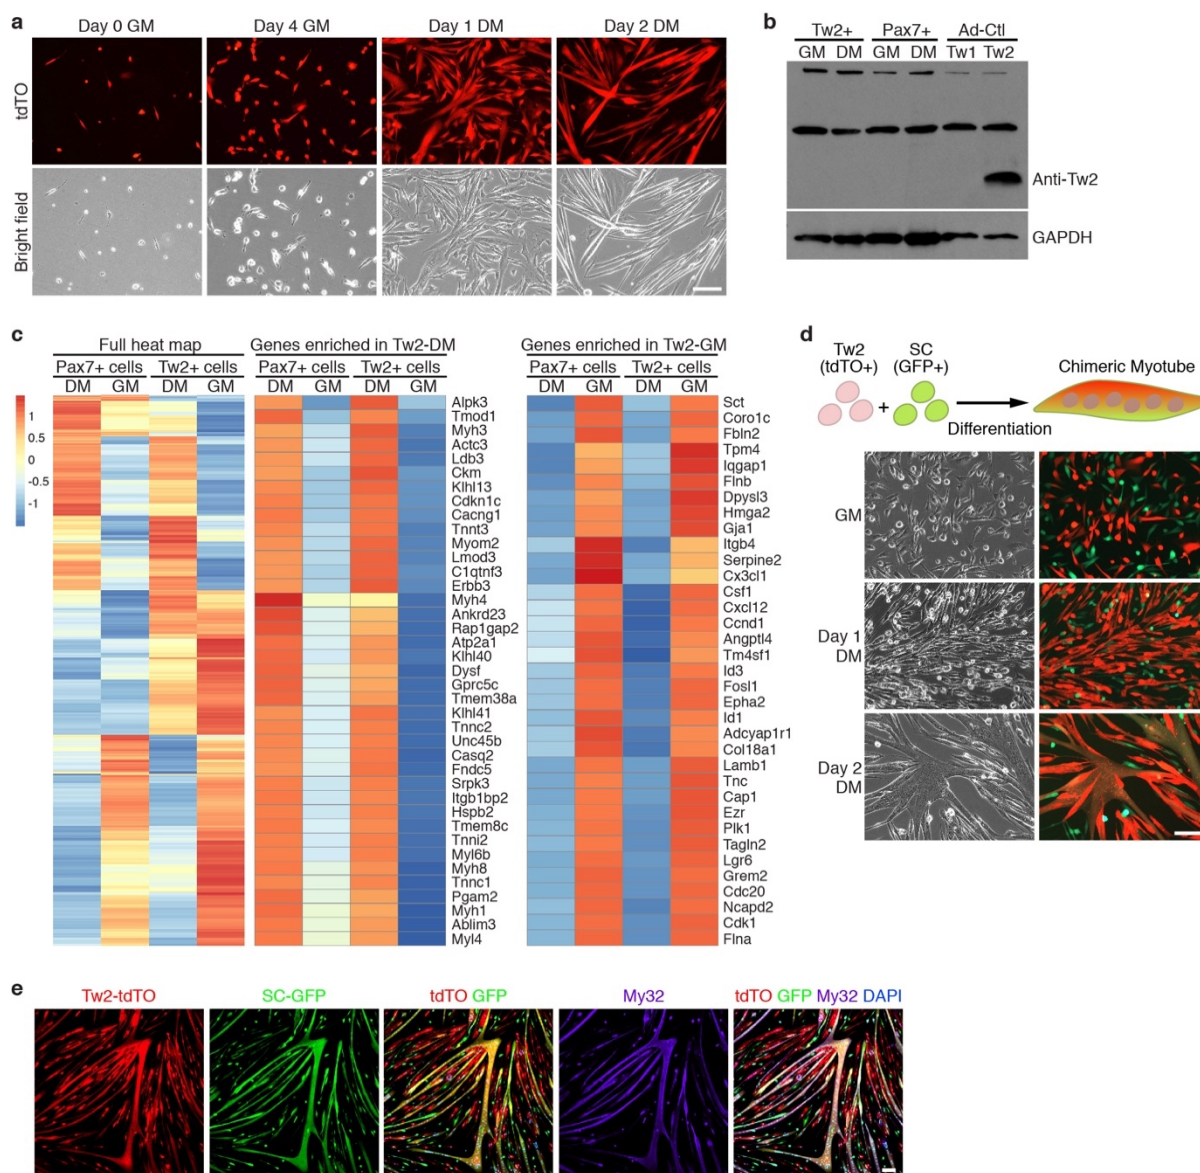 a
Day 0 GM Day 4 GM Day 1 DM Day 2 DM
tdTO
Bright field
b
Tw2+ Pax7+ Ad-Ctl
GM DM GM DM Tw1 Tw2
Anti-Tw2
GAPDH
c
Full heat map
Pax7+ cells Tw2+ cells
DM GM DM GM
1
0.5
0
-0.5
-1
Genes enriched in Tw2-DM
Pax7+ cells Tw2+ cells
DM GM DM GM
Alpk3
Tmod1
Myh3
Actc3
Ldb3
Ckm
Klhl13
Cdkn1c
Cacng1
Tnnt3
Myom2
Lmod3
C1qtnf3
Erbb3
Myh4
Ankrd23
Rap1gap2
Atp2a1
Klhl40
Dysf
Gprc5c
Tmem38a
Klhl41
Tnnc2
Unc45b
Casq2
Fndc5
Srpk3
Itgb1bp2
Hspb2
Tmem8c
Tnni2
Myl6b
Myh8
Tnnc1
Pgam2
Myh1
Ablim3
Myl4
Genes enriched in Tw2-GM
Pax7+ cells Tw2+ cells
DM GM DM GM
Sct
Coro1c
Fbln2
Tpm4
Iqgap1
Flnb
Dpysl3
Hmga2
Gja1
Itgb4
Serpine2
Cx3cl1
Csf1
Cxcl12
Ccnd1
Angptl4
Tm4sf1
Id3
Fosl1
Epha2
Id1
Adcyap1r1
Col18a1
Lamb1
Tnc
Cap1
Ezr
Plk1
Tagln2
Lgr6
Grem2
Cdc20
Ncapd2
Cdk1
Flna
d
Tw2
(tdTO+)
+
SC
(GFP+)
Differentiation
Chimeric Myotube
GM
Day 1
DM
Day 2
DM
e
Tw2-tdTO SC-GFP tdTO GFP My32 tdTO GFP My32 DAPI